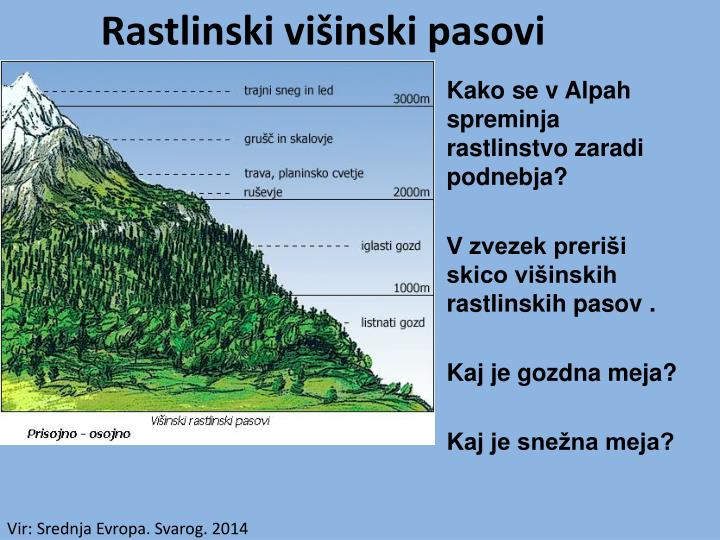 Rastlinski višinski pasovi
trajni sneg in led
3000m
grušč in skalovje
trava, planinsko cvetje
ruševje
2000m
iglasti gozd
1000m
listnati gozd
Višinski rastlinski pasovi
Prisojno - osojno
Kako se v Alpah
spreminja
rastlinstvo zaradi
podnebja?
V zvezek preriši
skico višinskih
rastlinskih pasov .
Kaj je gozdna meja?
Kaj je snežna meja?
Vir: Srednja Evropa. Svarog. 2014